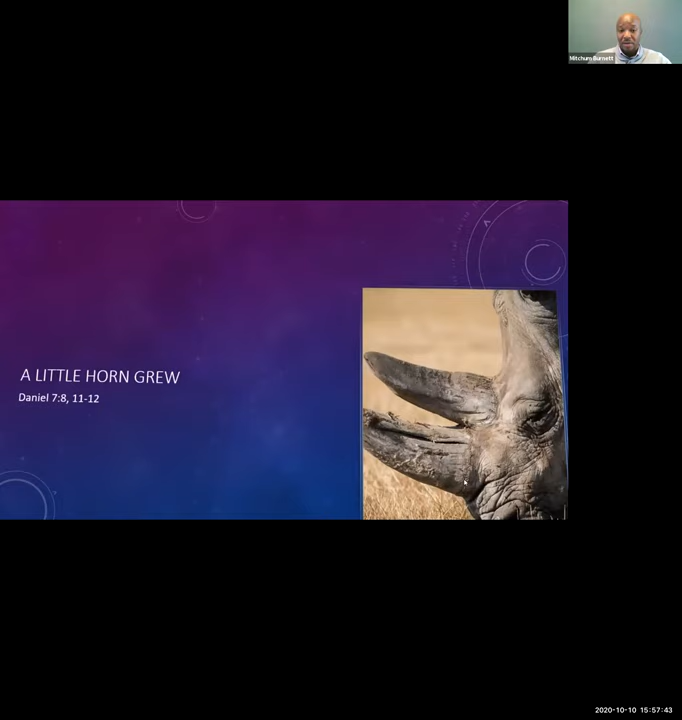 Mitchum Burnett
A LITTLE HORN GREW
Daniel 7:8, 11-12
2020-10-10 15:57:43